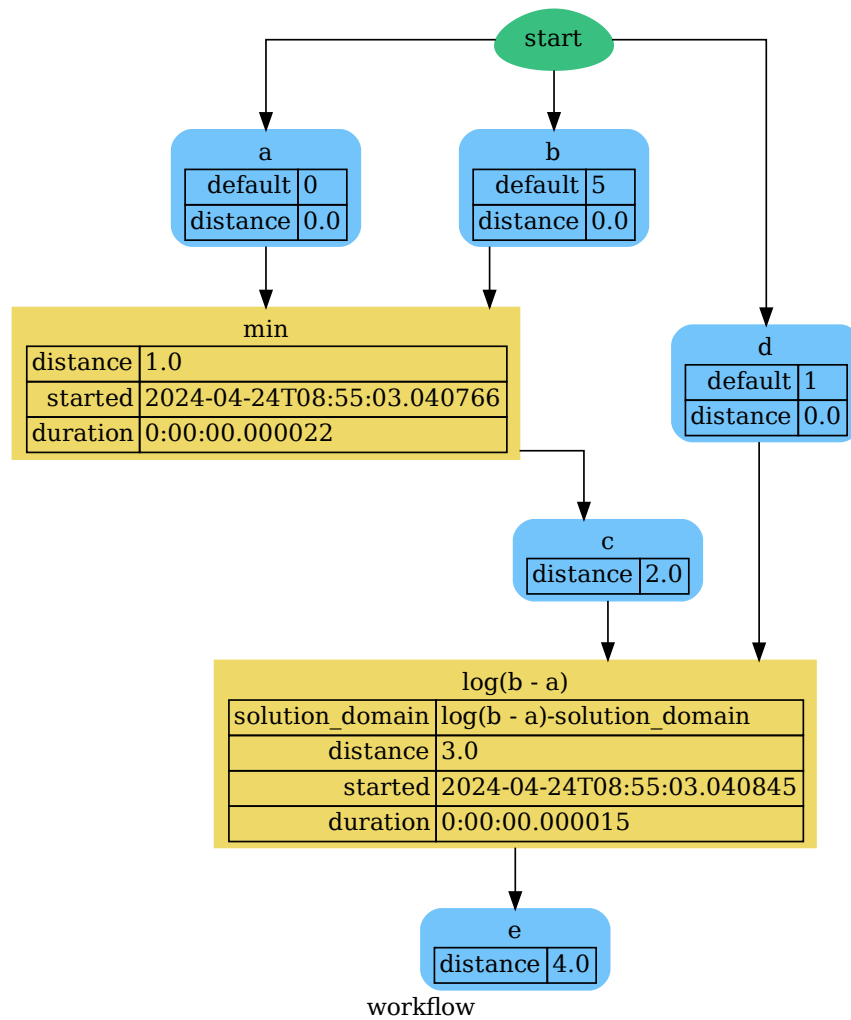 start
a
default 0
distance 0.0
b
default 5
distance 0.0
min
distance 1.0
started 2024-04-24T08:55:03.040766
duration 0:00:00.000022
d
default 1
distance 0.0
c
distance 2.0
log(b - a)
solution_domain log(b - a)-solution_domain
distance 3.0
started 2024-04-24T08:55:03.040845
duration 0:00:00.000015
e
distance 4.0
workflow